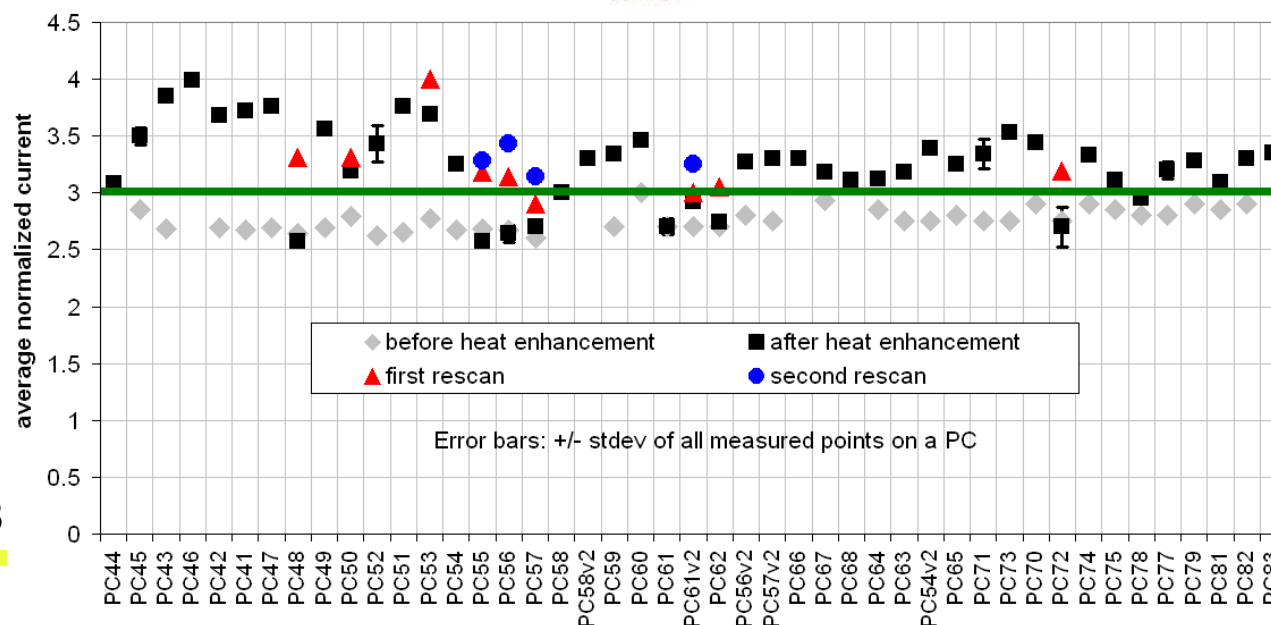 4.5
4
3.5
3
2.5
2
1.5
1
0.5
0
average normalized current
before heat enhancement
after heat enhancement
first rescan
second rescan
Error bars: +/- stdev of all measured points on a PC
PC44
PC45
PC43
PC46
PC42
PC41
PC47
PC48
PC49
PC50
PC52
PC51
PC53
PC54
PC55
PC56
PC57
PC58
PC58v2
PC59
PC60
PC61
PC61v2
PC62
PC56v2
PC57v2
PC66
PC67
PC68
PC64
PC63
PC54v2
PC65
PC71
PC73
PC70
PC72
PC74
PC75
PC78
PC77
PC79
PC81
PC82
PC83